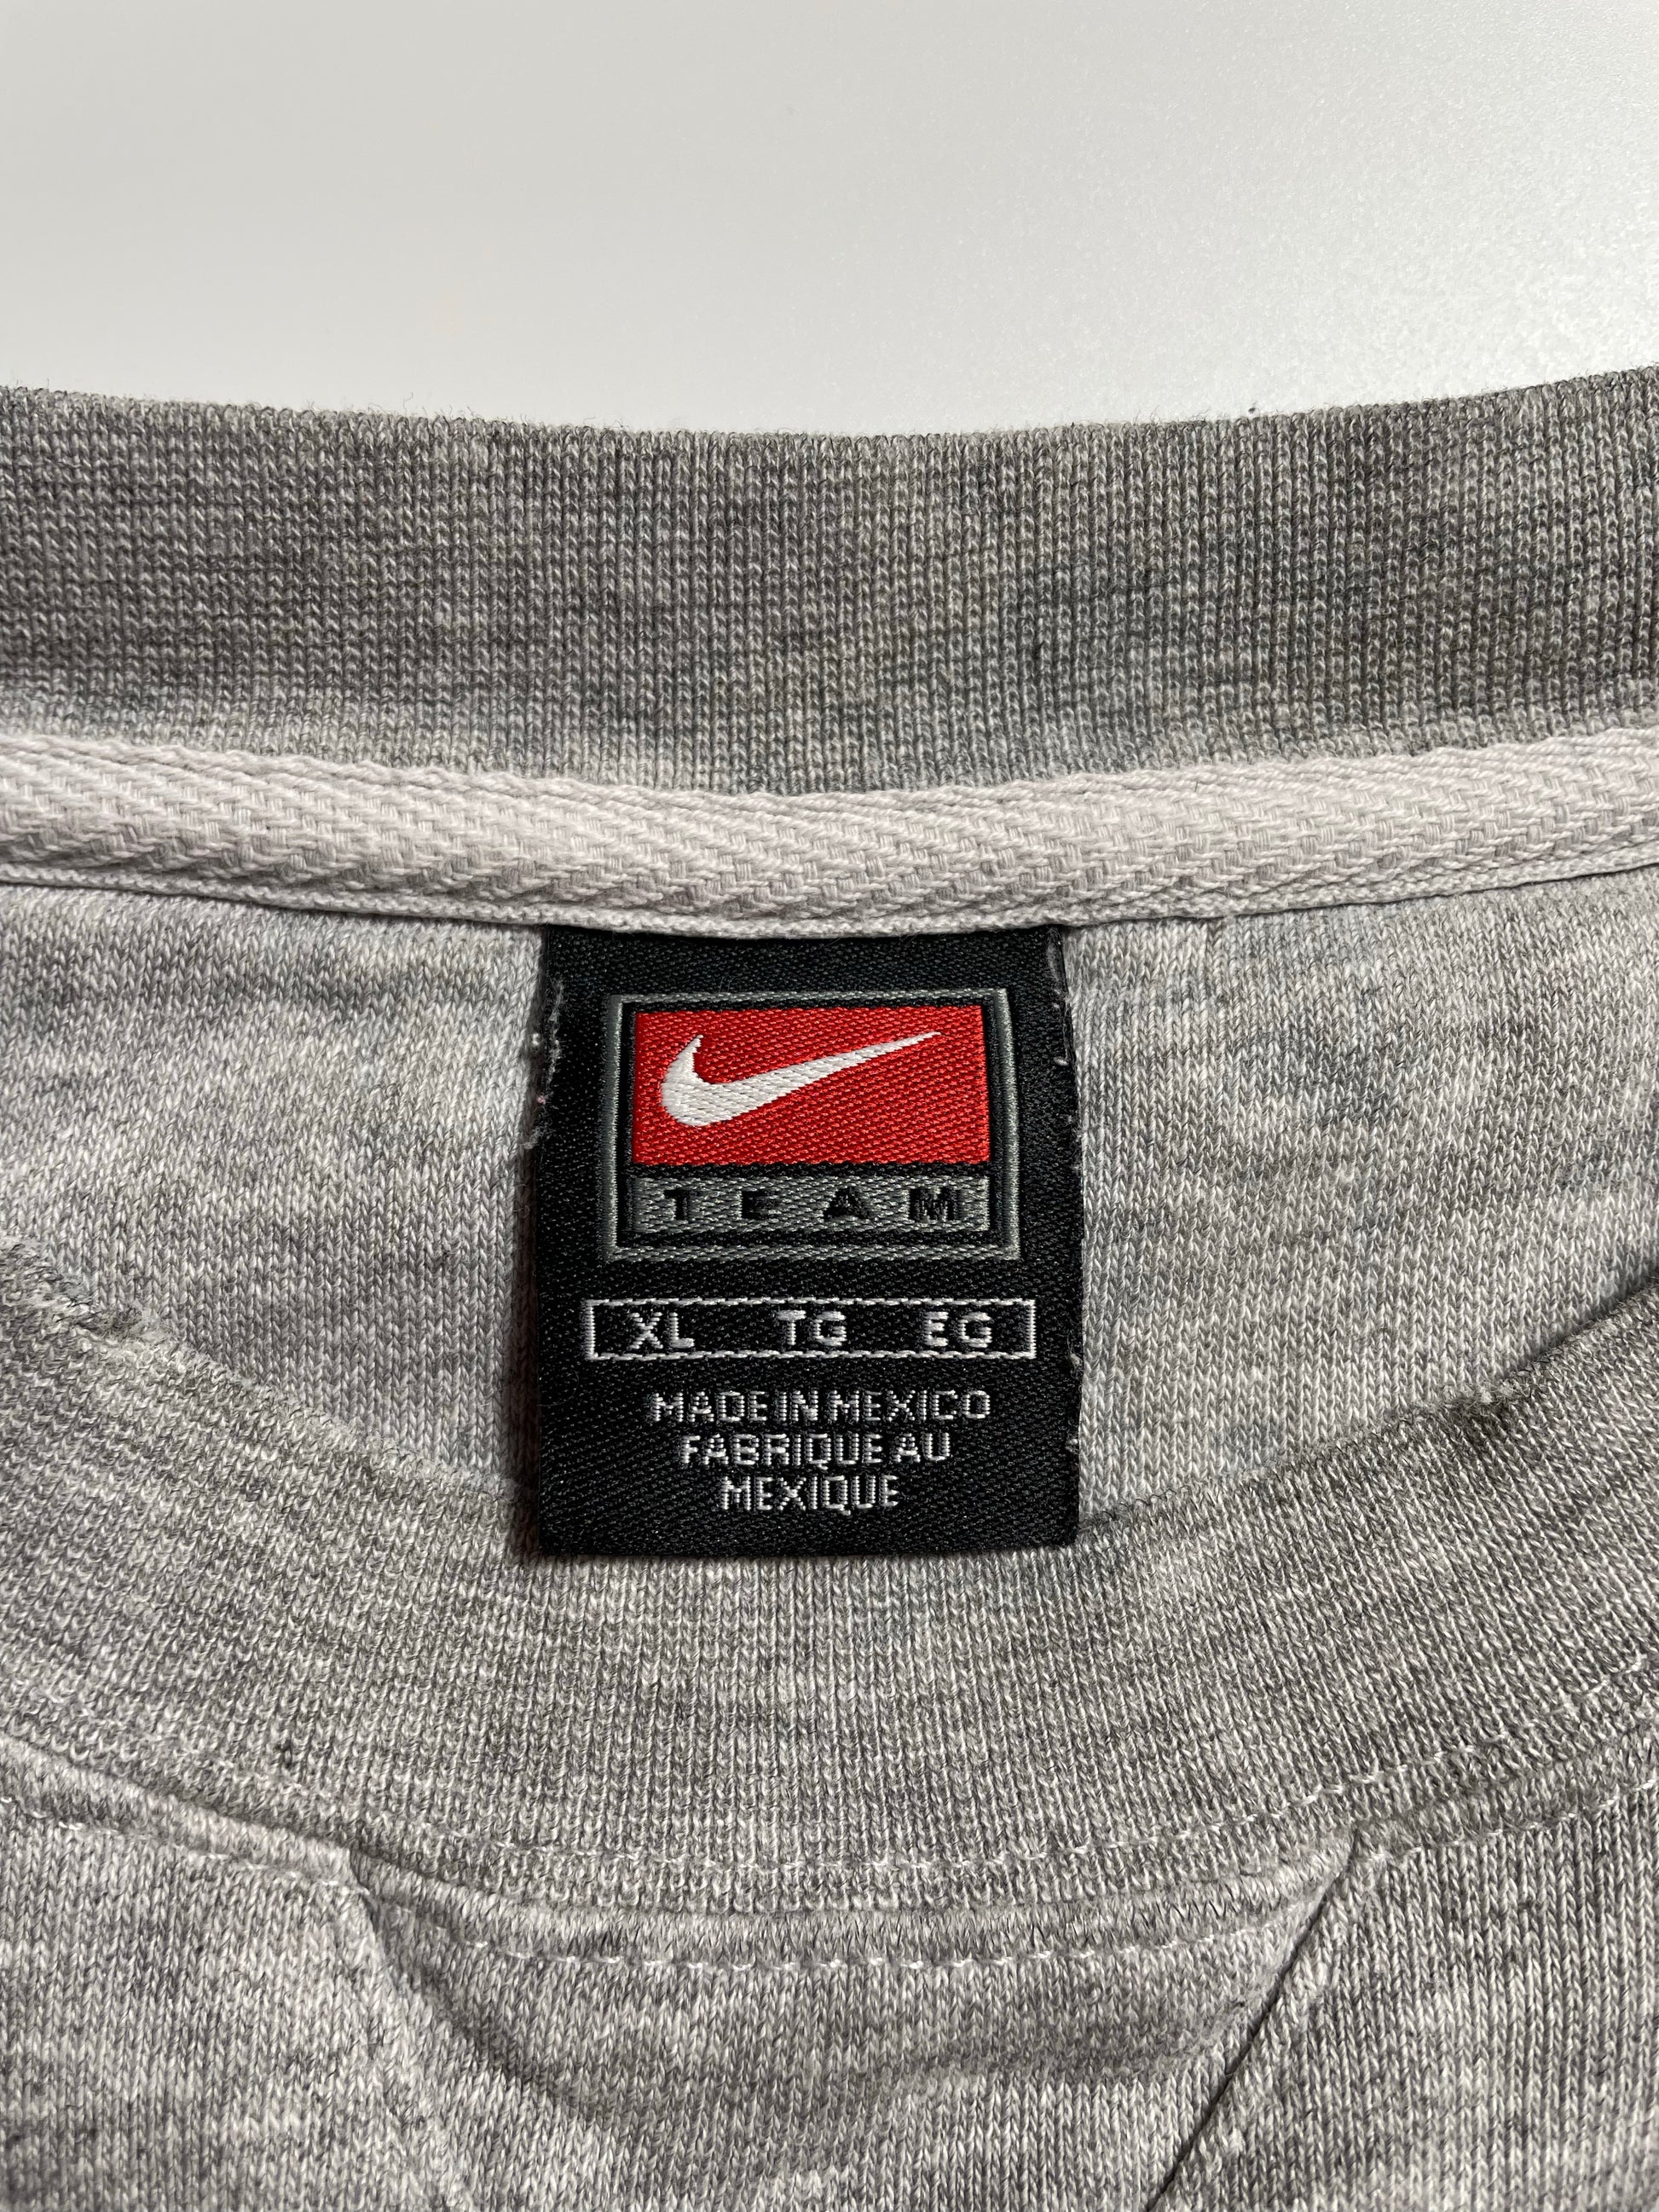 TEAM
XL TG EG
MADE IN MEXICO
FABRIQUE AU
MEXIQUE